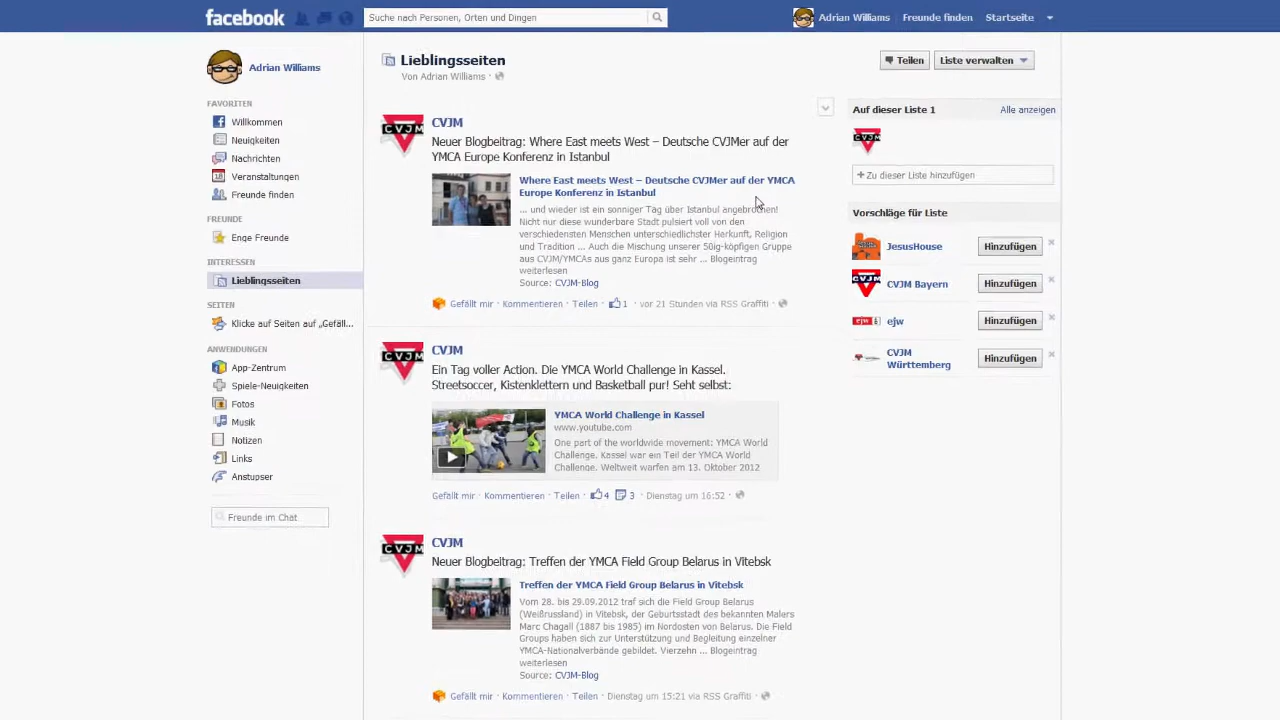 facebook
Suche nach Personen, Orten und Dingen
Adrian Williams
Freunde finden
Startseite
Adrian Williams
FAVORITEN
Willkommen
Neuigkeiten
Nachrichten
Veranstaltungen
Freunde finden
FREUNDE
Enge Freunde
INTERESSEN
Lieblingsseiten
SEITEN
Klicke auf Seiten auf „Gefäll...
ANWENDUNGEN
App-Zentrum
Spiele-Neuigkeiten
Fotos
Musik
Notizen
Links
Anstupser
Freunde im Chat
Lieblingsseiten
Von Adrian Williams ·
Teilen
Liste verwalten
CVJM
CVJM
Neuer Blogbeitrag: Where East meets West – Deutsche CVJMer auf der
YMCA Europe Konferenz in Istanbul
Where East meets West – Deutsche CVJMer auf der YMCA
Europe Konferenz in Istanbul
... und wieder ist ein sonniger Tag über Istanbul angebrochen!
Nicht nur diese wunderbare Stadt pulsiert voll von den
verschiedensten Menschen unterschiedlichster Herkunft, Religion
und Tradition ... Auch die Mischung unserer 50ig-köpfigen Gruppe
aus CVJM/YMCAs aus ganz Europa ist sehr ... Blogeintrag
weiterlesen
Source: CVJM-Blog
Gefällt mir · Kommentieren · Teilen · 1 · vor 21 Stunden via RSS Graffiti ·
CVJM
CVJM
Ein Tag voller Action. Die YMCA World Challenge in Kassel.
Streetsoccer, Kistenklettern und Basketball pur! Seht selbst:
YMCA World Challenge in Kassel
www.youtube.com
One part of the worldwide movement: YMCA World
Challenge. Kassel war ein Teil der YMCA World
Challenge. Weltweit warfen am 13. Oktober 2012
Gefällt mir · Kommentieren · Teilen · 4 3 · Dienstag um 16:52 ·
CVJM
CVJM
Neuer Blogbeitrag: Treffen der YMCA Field Group Belarus in Vitebsk
Treffen der YMCA Field Group Belarus in Vitebsk
Vom 28. bis 29.09.2012 traf sich die Field Group Belarus
(Weißrussland) in Vitebsk, der Geburtsstadt des bekannten Malers
Marc Chagall (1887 bis 1985) im Nordosten von Belarus. Die Field
Groups haben sich zur Unterstützung und Begleitung einzelner
YMCA-Nationalverbände gebildet. Vierzehn ... Blogeintrag
weiterlesen
Source: CVJM-Blog
Gefällt mir · Kommentieren · Teilen · Dienstag um 15:21 via RSS Graffiti ·
Auf dieser Liste 1
Alle anzeigen
CVJM
+ Zu dieser Liste hinzufügen
Vorschläge für Liste
JesusHouse
Hinzufügen
CVJM
CVJM Bayern
Hinzufügen
ejw
ejw
Hinzufügen
CVJM
Württemberg
Hinzufügen